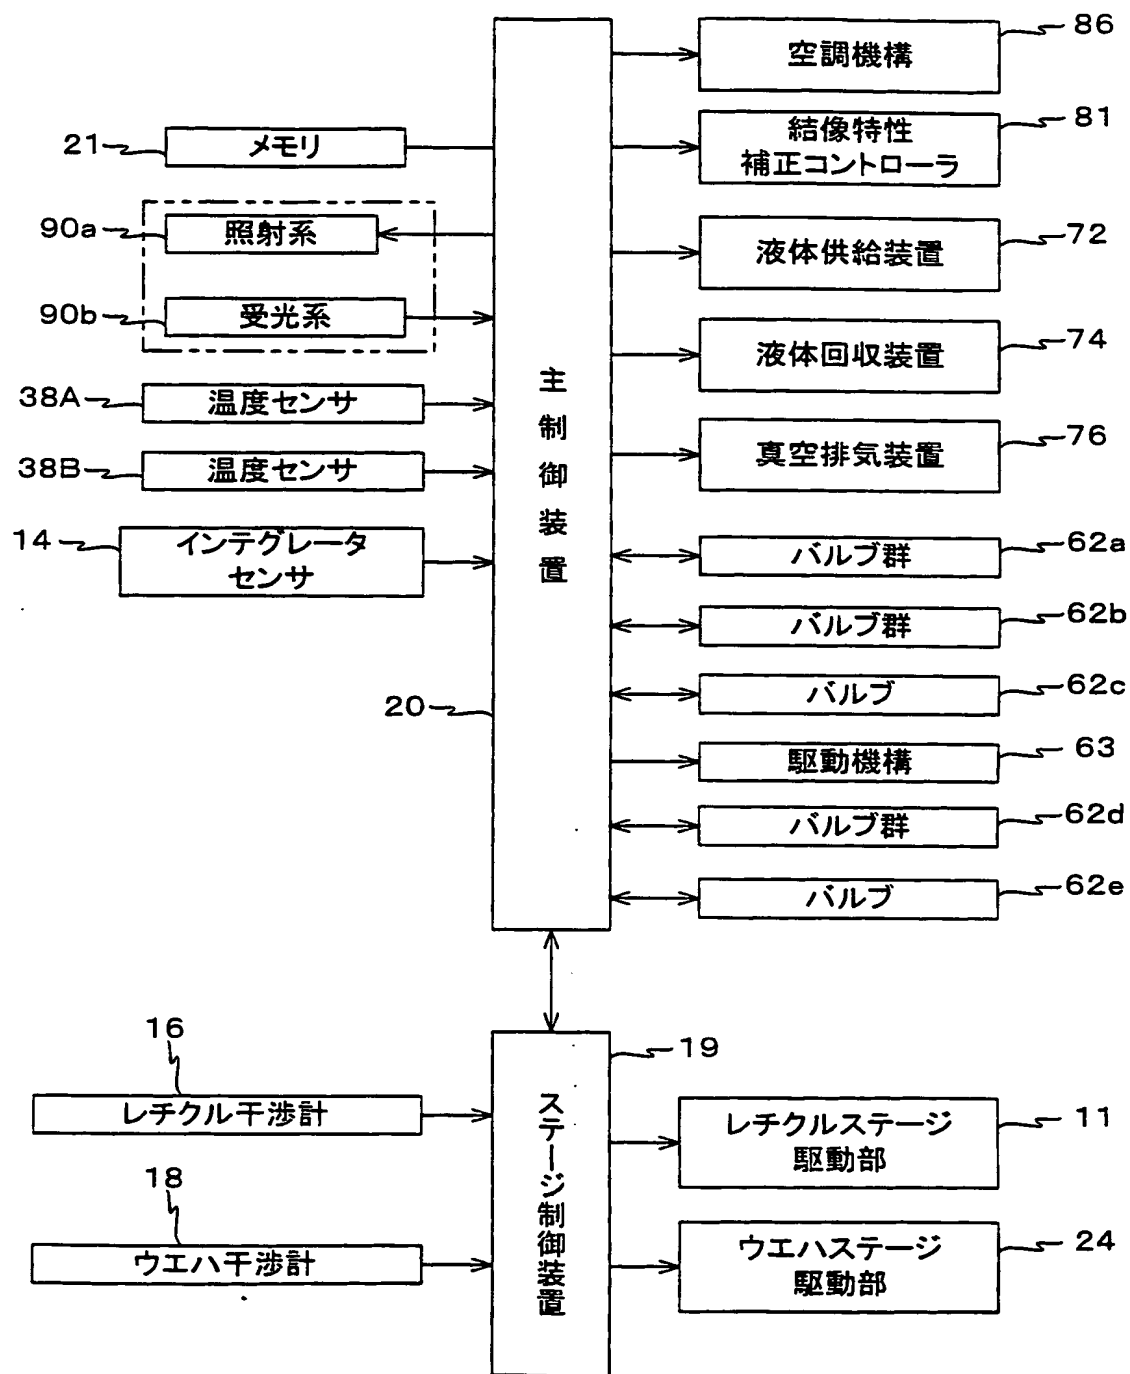 空調機構
86
21
メモリ
結像特性
補正コントローラ
81
90a
照射系
液体供給装置
72
90b
受光系
液体回収装置
74
38A
温度センサ
真空排気装置
76
38B
温度センサ
14
インテグレータ
センサ
主制御装置
20
バルブ群
62a
バルブ群
62b
バルブ
62c
駆動機構
63
バルブ群
62d
バルブ
62e
16
レチクル干渉計
18
ウエハ干渉計
ステージ制御装置
19
レチクルステージ
駆動部
11
ウエハステージ
駆動部
24